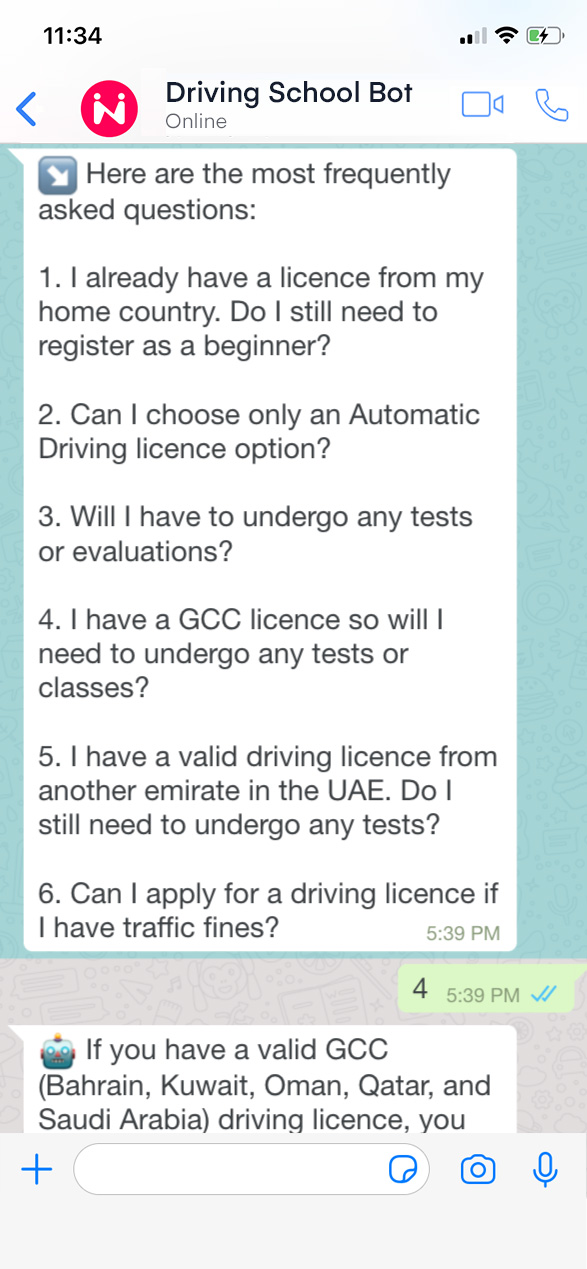 11:34
Driving School Bot
Online
Here are the most frequently
asked questions:
1. I already have a licence from my
home country. Do I still need to
register as a beginner?
2. Can I choose only an Automatic
Driving licence option?
3. Will I have to undergo any tests
or evaluations?
4. I have a GCC licence so will I
need to undergo any tests or
classes?
5. I have a valid driving licence from
another emirate in the UAE. Do I
still need to undergo any tests?
6. Can I apply for a driving licence if
I have traffic fines?
5:39 PM
4 5:39 PM
If you have a valid GCC
(Bahrain, Kuwait, Oman, Qatar, and
Saudi Arabia) driving licence, you